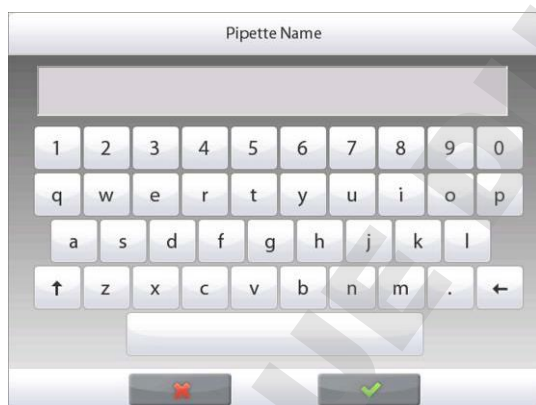 Pipette Name
1 2 3 4 5 6 7 8 9 0
q w e r t y u i o p
a s d f g h j k l
↑ z x c v b n m . ←